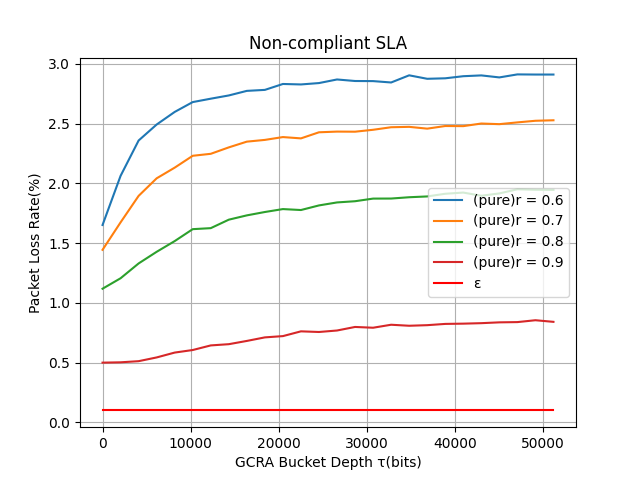 Non-compliant SLA
Packet Loss Rate(%)
3.0
2.5
2.0
1.5
1.0
0.5
0.0
(pure)r = 0.6
(pure)r = 0.7
(pure)r = 0.8
(pure)r = 0.9
ε
0 10000 20000 30000 40000 50000
GCRA Bucket Depth τ(bits)